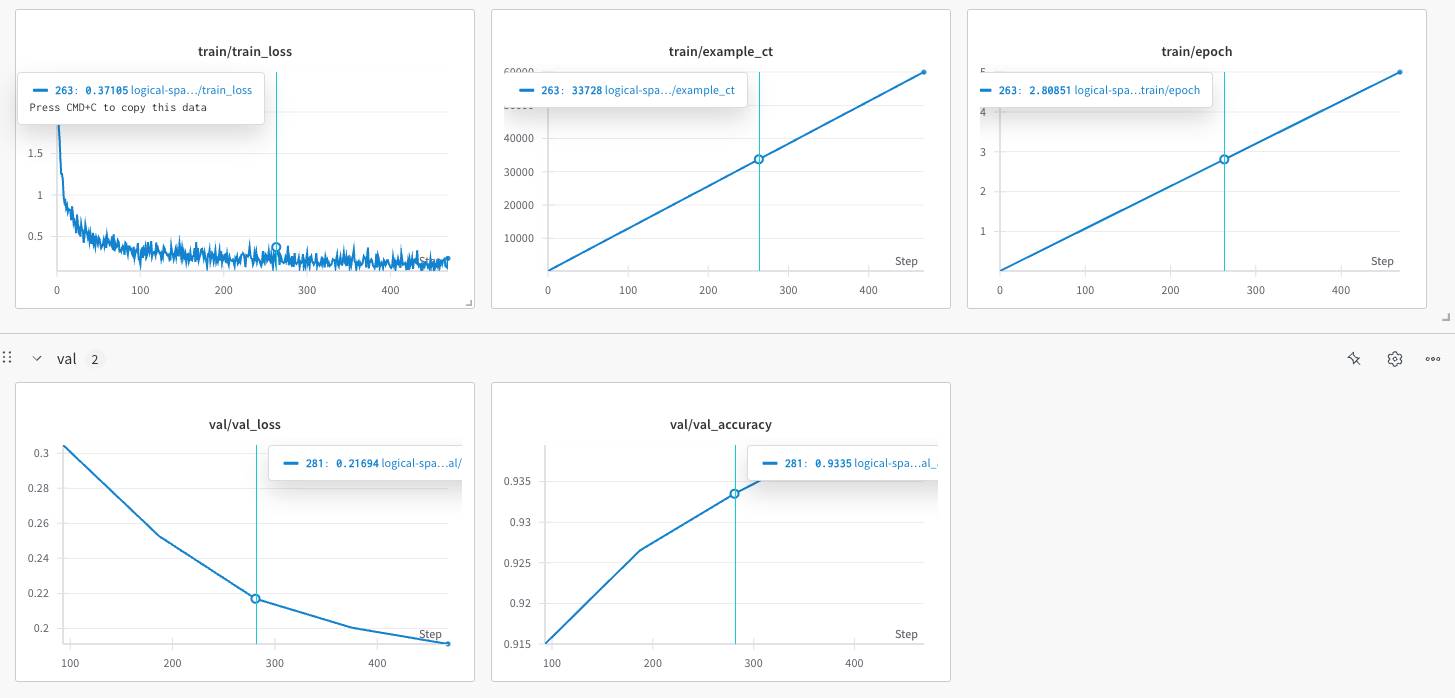 train/train_loss
263: 0.37105 logical-spa.../train_loss
Press CMD+C to copy this data
1.5
1
0.5
Step
0 100 200 300 400
train/example_ct
60000
263: 33728 logical-spa.../example_ct
50000
40000
30000
20000
10000
Step
0 100 200 300 400
train/epoch
5
263: 2.80851 logical-spa...train/epoch
4
3
2
1
Step
0 100 200 300 400
val 2
val/val_loss
0.3
281: 0.21694 logical-spa...al/
0.28
0.26
0.24
0.22
0.2
Step
100 200 300 400
val/val_accuracy
281: 0.9335 logical-spa...al_
0.935
0.93
0.925
0.92
0.915
Step
100 200 300 400